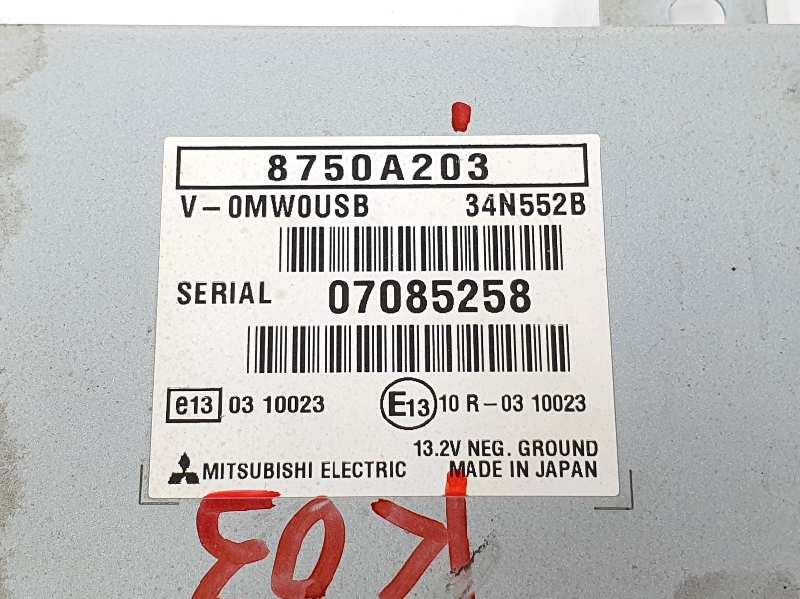 8750A203
V-0MW0USB 34N552B
SERIAL 07085258
e13 03 10023 E13 10 R-03 10023
13.2V NEG. GROUND
MITSUBISHI ELECTRIC MADE IN JAPAN
K03